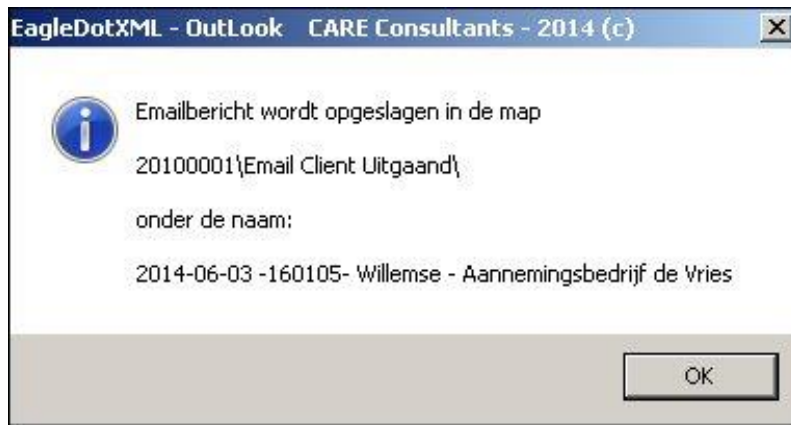 EagleDotXML - OutLook CARE Consultants - 2014 (c)
Emailbericht wordt opgeslagen in de map
20100001\Email Client Uitgaand\
onder de naam:
2014-06-03 -160105- Willemse - Aannemingsbedrijf de Vries
OK